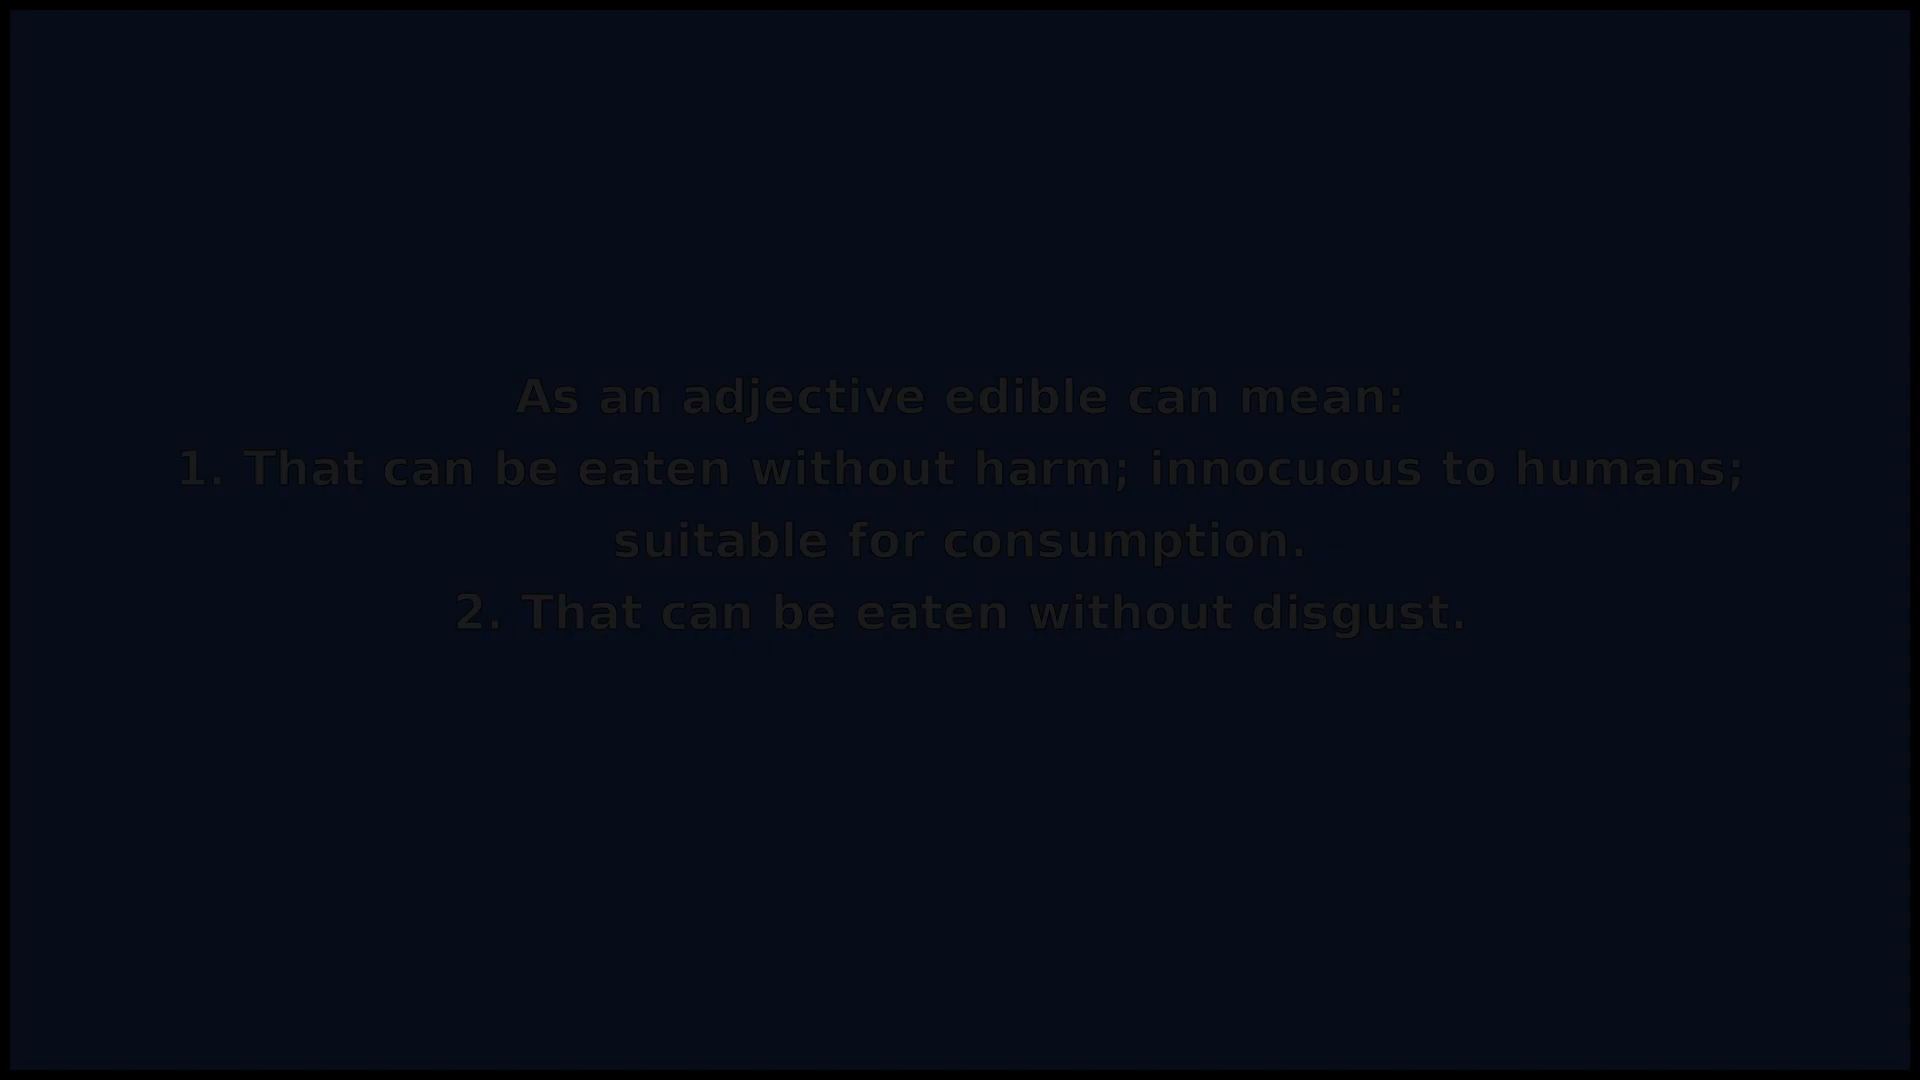 As an adjective edible can mean:
1. That can be eaten without harm; innocuous to humans;
suitable for consumption.
2. That can be eaten without disgust.